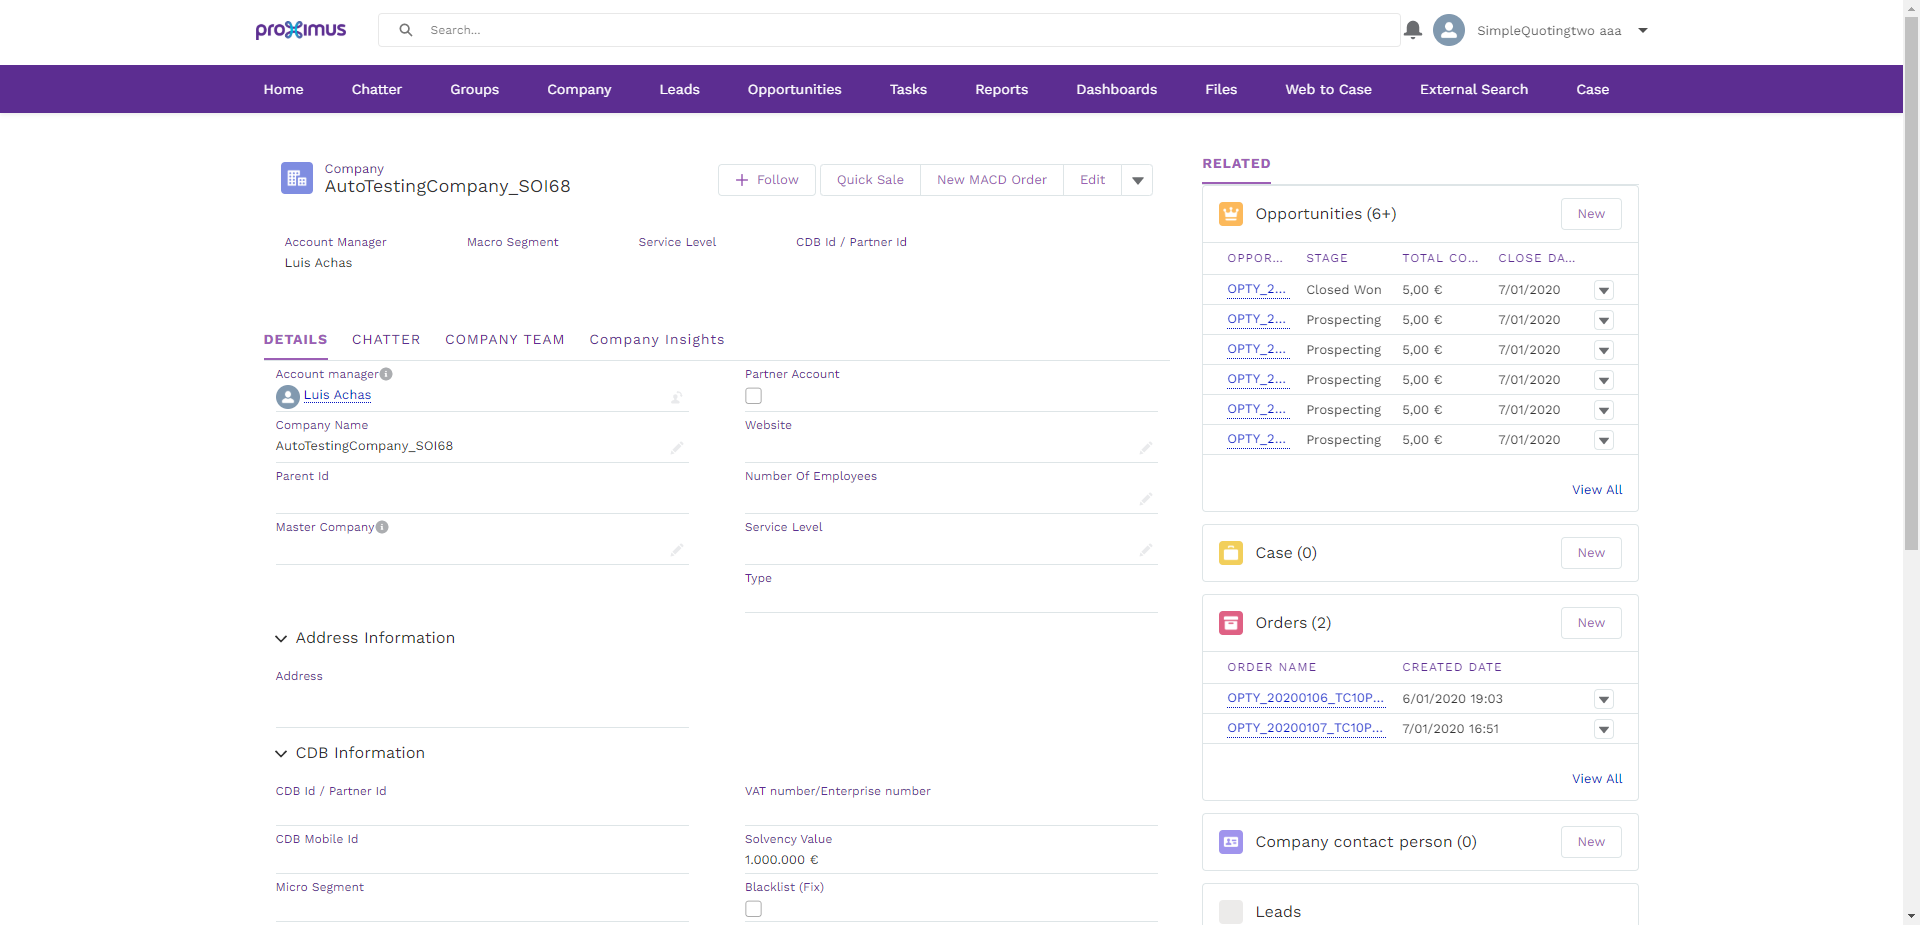 proximus
Search...
SimpleQuotingtwo aaa
Home Chatter Groups Company Leads Opportunities Tasks Reports Dashboards Files Web to Case External Search Case
Company
AutoTestingCompany_SOI68
Follow Quick Sale New MACD Order Edit
Account Manager Macro Segment Service Level CDB Id / Partner Id
Luis Achas
DETAILS CHATTER COMPANY TEAM Company Insights
Account manager Partner Account
Luis Achas
Company Name Website
AutoTestingCompany_SOI68
Parent Id Number Of Employees
Master Company Service Level
Type
Address Information
Address
CDB Information
CDB Id / Partner Id VAT number/Enterprise number
CDB Mobile Id Solvency Value
1.000.000 €
Micro Segment Blacklist (Fix)
RELATED
Opportunities (6+) New
OPPOR... STAGE TOTAL CO... CLOSE DA...
OPTY_2... Closed Won 5,00 € 7/01/2020
OPTY_2... Prospecting 5,00 € 7/01/2020
OPTY_2... Prospecting 5,00 € 7/01/2020
OPTY_2... Prospecting 5,00 € 7/01/2020
OPTY_2... Prospecting 5,00 € 7/01/2020
OPTY_2... Prospecting 5,00 € 7/01/2020
View All
Case (0) New
Orders (2) New
ORDER NAME CREATED DATE
OPTY_20200106_TC10P... 6/01/2020 19:03
OPTY_20200107_TC10P... 7/01/2020 16:51
View All
Company contact person (0) New
Leads